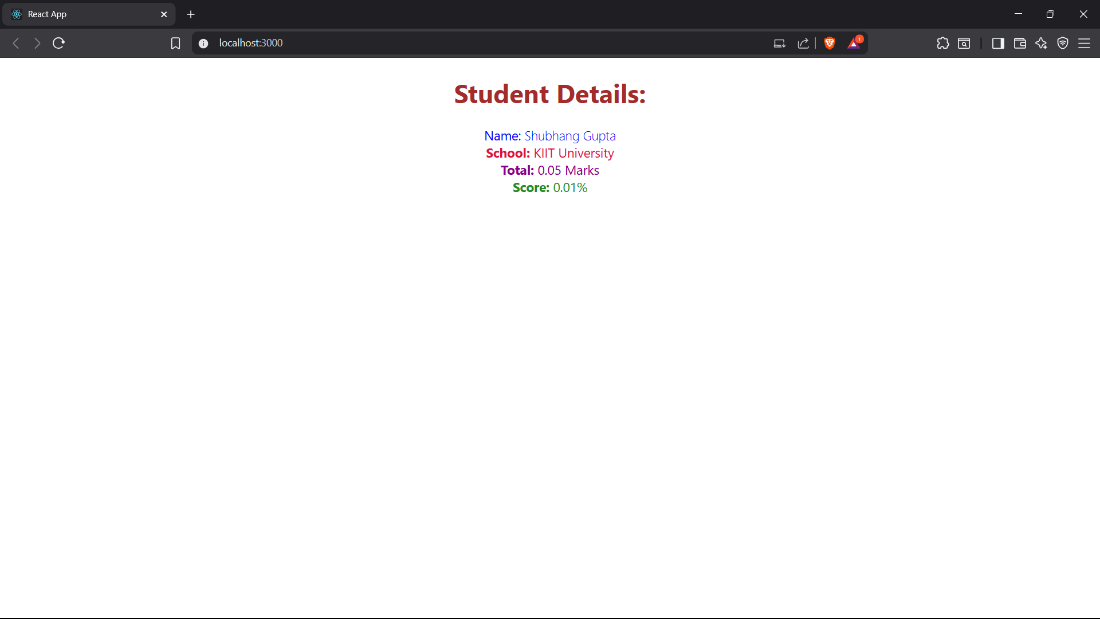 React App
localhost:3000
1
Student Details:
Name: Shubhang Gupta
School: KIIT University
Total: 0.05 Marks
Score: 0.01%